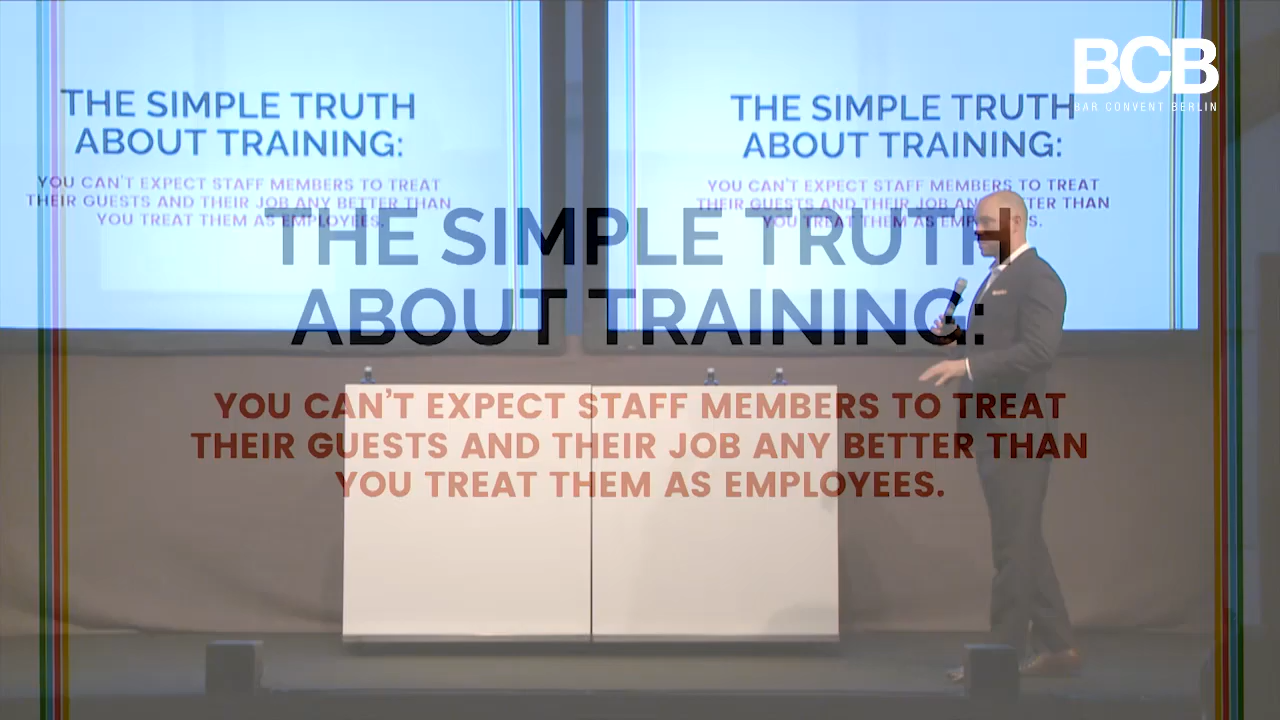 BCB
BAR CONVENT BERLIN
THE SIMPLE TRUTH
ABOUT TRAINING:
YOU CAN'T EXPECT STAFF MEMBERS TO TREAT
THEIR GUESTS AND THEIR JOB ANY BETTER THAN
YOU TREAT THEM AS EMPLOYEES.
THE SIMPLE TRUTH
ABOUT TRAINING:
YOU CAN'T EXPECT STAFF MEMBERS TO TREAT
THEIR GUESTS AND THEIR JOB ANY BETTER THAN
YOU TREAT THEM AS EMPLOYEES.
THE SIMPLE TRUTH
ABOUT TRAINING:
YOU CAN'T EXPECT STAFF MEMBERS TO TREAT
THEIR GUESTS AND THEIR JOB ANY BETTER THAN
YOU TREAT THEM AS EMPLOYEES.